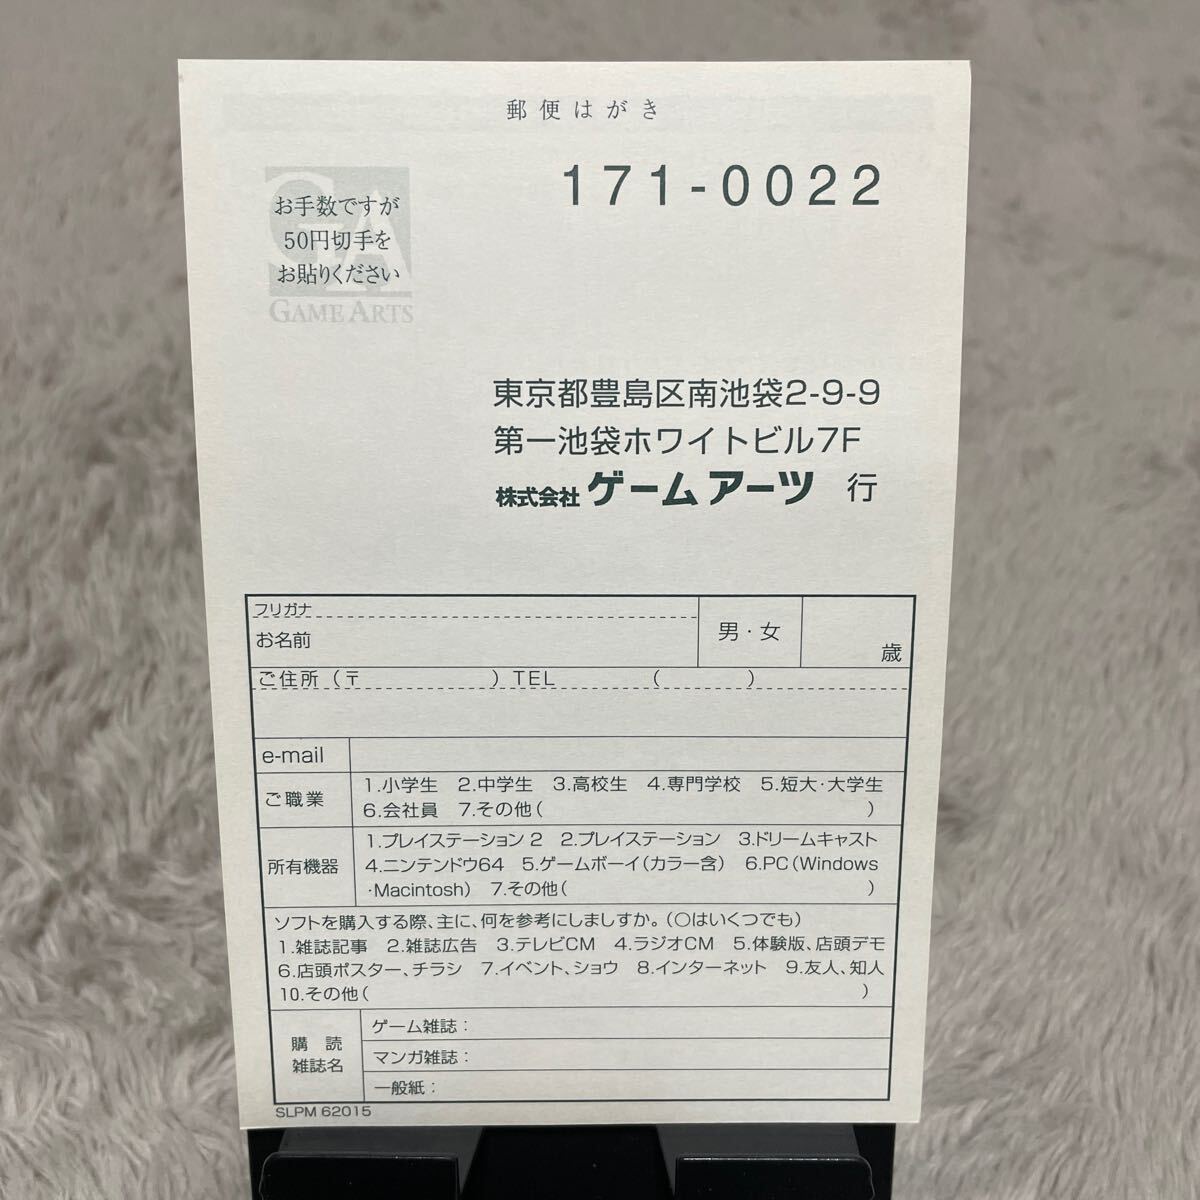 郵便はがき
171-0022
お手数ですが
50円切手を
お貼りください
GA
GAME ARTS
東京都豊島区南池袋2-9-9
第一池袋ホワイトビル7F
株式会社 ゲームアーツ 行
フリガナ
お名前
男・女
歳
ご住所(〒 )TEL ( )
e-mail
ご職業
1.小学生 2.中学生 3.高校生 4.専門学校 5.短大・大学生
6.会社員 7.その他( )
所有機器
1.プレイステーション2 2.プレイステーション 3.ドリームキャスト
4.ニンテンドウ64 5.ゲームボーイ(カラー含) 6.PC(Windows
・Macintosh) 7.その他( )
ソフトを購入する際、主に、何を参考にしますか。(○はいくつでも)
1.雑誌記事 2.雑誌広告 3.テレビCM 4.ラジオCM 5.体験版、店頭デモ
6.店頭ポスター、チラシ 7.イベント、ショウ 8.インターネット 9.友人、知人
10.その他( )
購読
雑誌名
ゲーム雑誌:
マンガ雑誌:
一般紙:
SLPM 62015